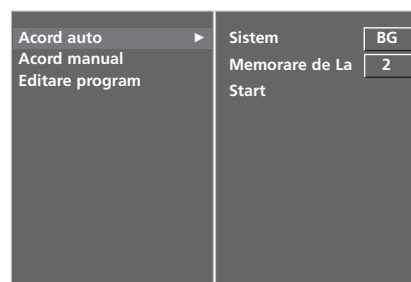 Acord auto ►
Acord manual
Editare program
Sistem BG
Memorare de La 2
Start